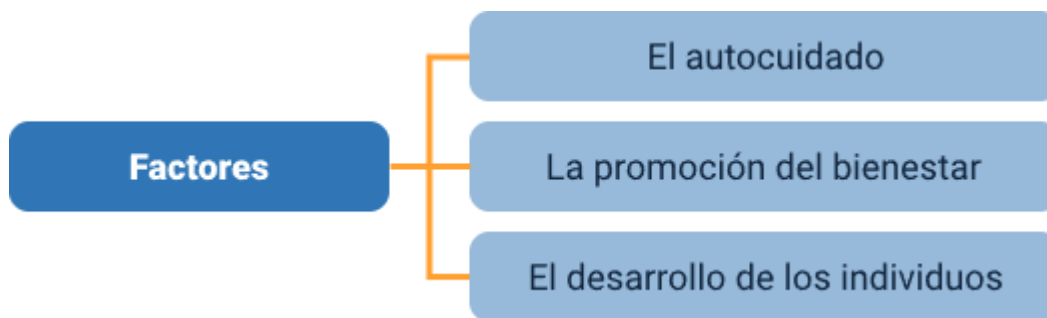 Factores
El autocuidado
La promoción del bienestar
El desarrollo de los individuos